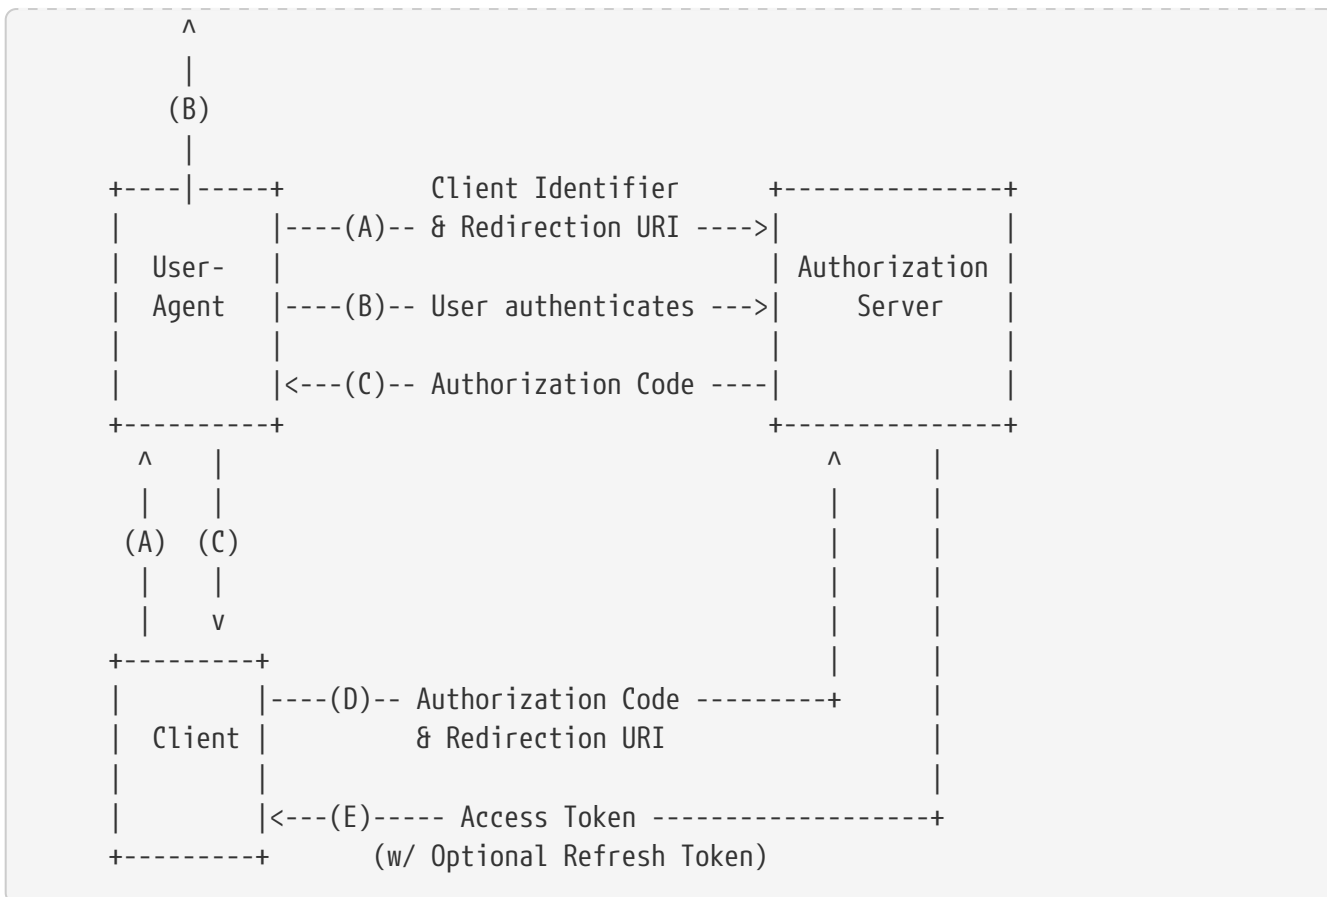 ^
|
(B)
|
+----|-----+          Client Identifier      +---------------+
|          |----(A)-- & Redirection URI ---->|               |
|  User-   |                                 | Authorization |
|  Agent   |----(B)-- User authenticates --->|     Server    |
|          |                                 |               |
|          |<---(C)-- Authorization Code ----|               |
+----------+                                 +---------------+
  ^    |                                         ^      |
  |    |                                         |      |
 (A)  (C)                                        |      |
  |    |                                         |      |
  |    v                                         |      |
+---------+                                      |      |
|         |----(D)-- Authorization Code ---------+      |
|  Client |          & Redirection URI                  |
|         |                                             |
|         |<---(E)----- Access Token -------------------+
+---------+       (w/ Optional Refresh Token)